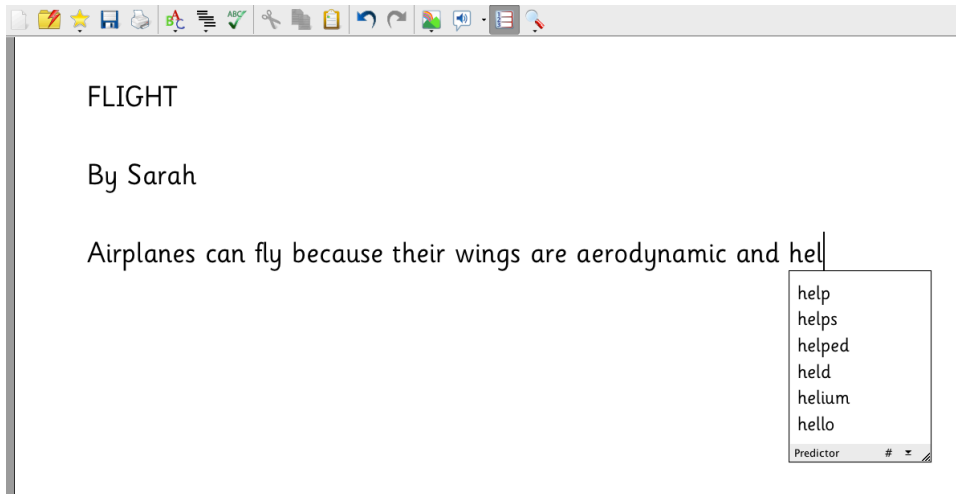 ABC
FLIGHT
By Sarah
Airplanes can fly because their wings are aerodynamic and hel
help
helps
helped
held
helium
hello
Predictor #